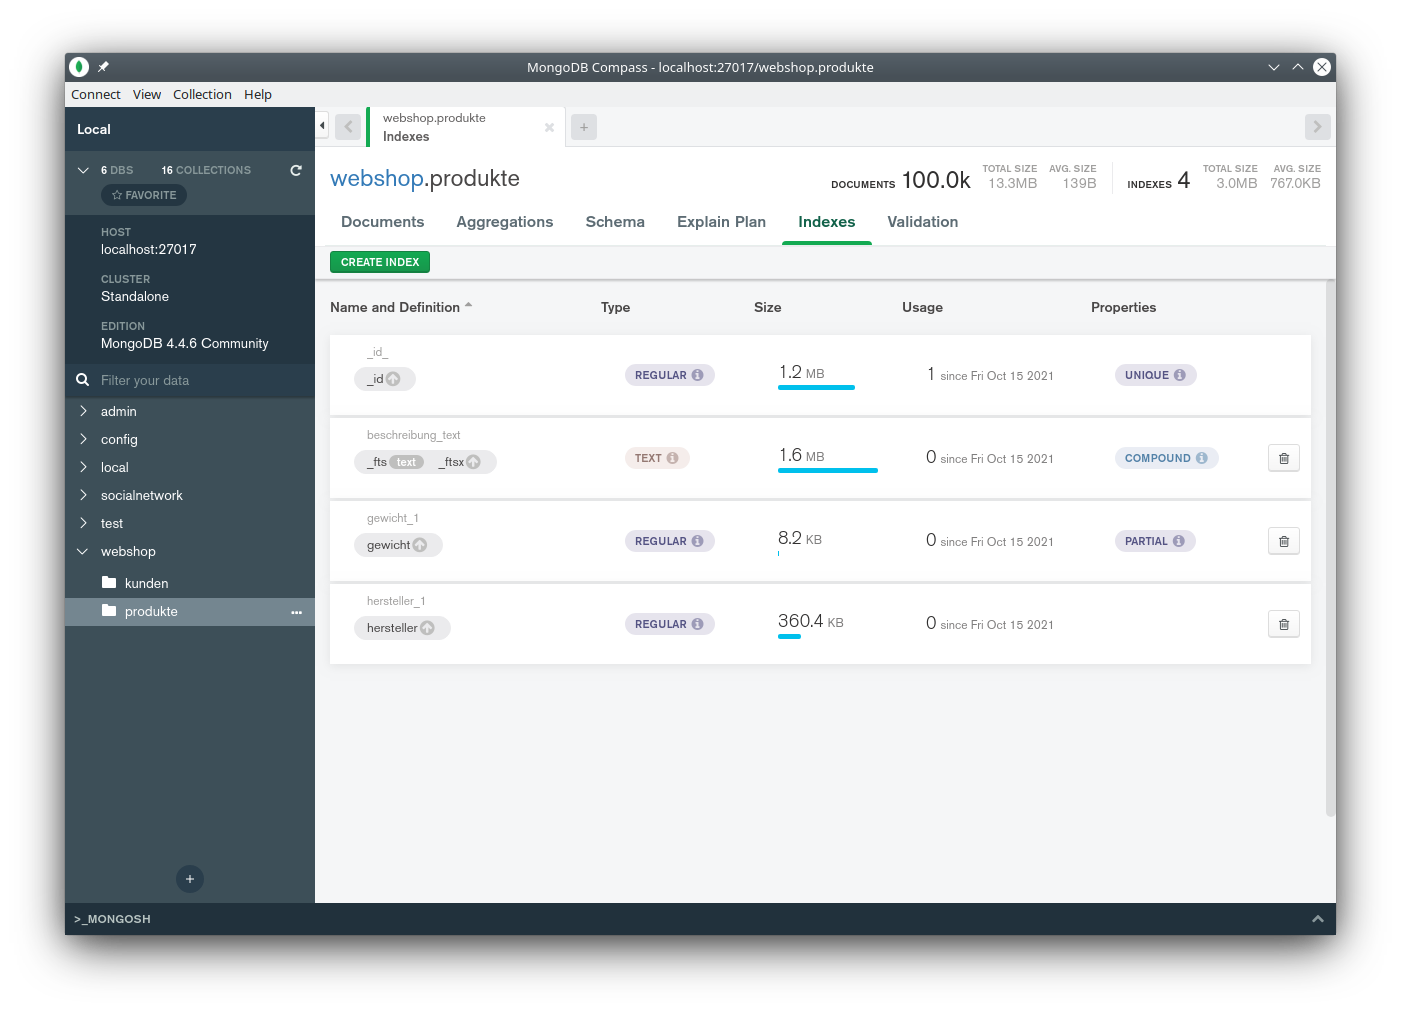 MongoDB Compass - localhost:27017/webshop.produkte
Connect View Collection Help
Local
6 DBS 16 COLLECTIONS
FAVORITE
HOST
localhost:27017
CLUSTER
Standalone
EDITION
MongoDB 4.4.6 Community
Filter your data
admin
config
local
socialnetwork
test
webshop
kunden
produkte
webshop.produkte
Indexes
webshop.produkte
DOCUMENTS 100.0k TOTAL SIZE 13.3MB AVG. SIZE 139B INDEXES 4 TOTAL SIZE 3.0MB AVG. SIZE 767.0KB
Documents Aggregations Schema Explain Plan Indexes Validation
CREATE INDEX
Name and Definition Type Size Usage Properties
_id_
_id REGULAR 1.2 MB 1 since Fri Oct 15 2021 UNIQUE
beschreibung_text
_fts text _ftsx TEXT 1.6 MB 0 since Fri Oct 15 2021 COMPOUND
gewicht_1
gewicht REGULAR 8.2 KB 0 since Fri Oct 15 2021 PARTIAL
hersteller_1
hersteller REGULAR 360.4 KB 0 since Fri Oct 15 2021
>_MONGOSH